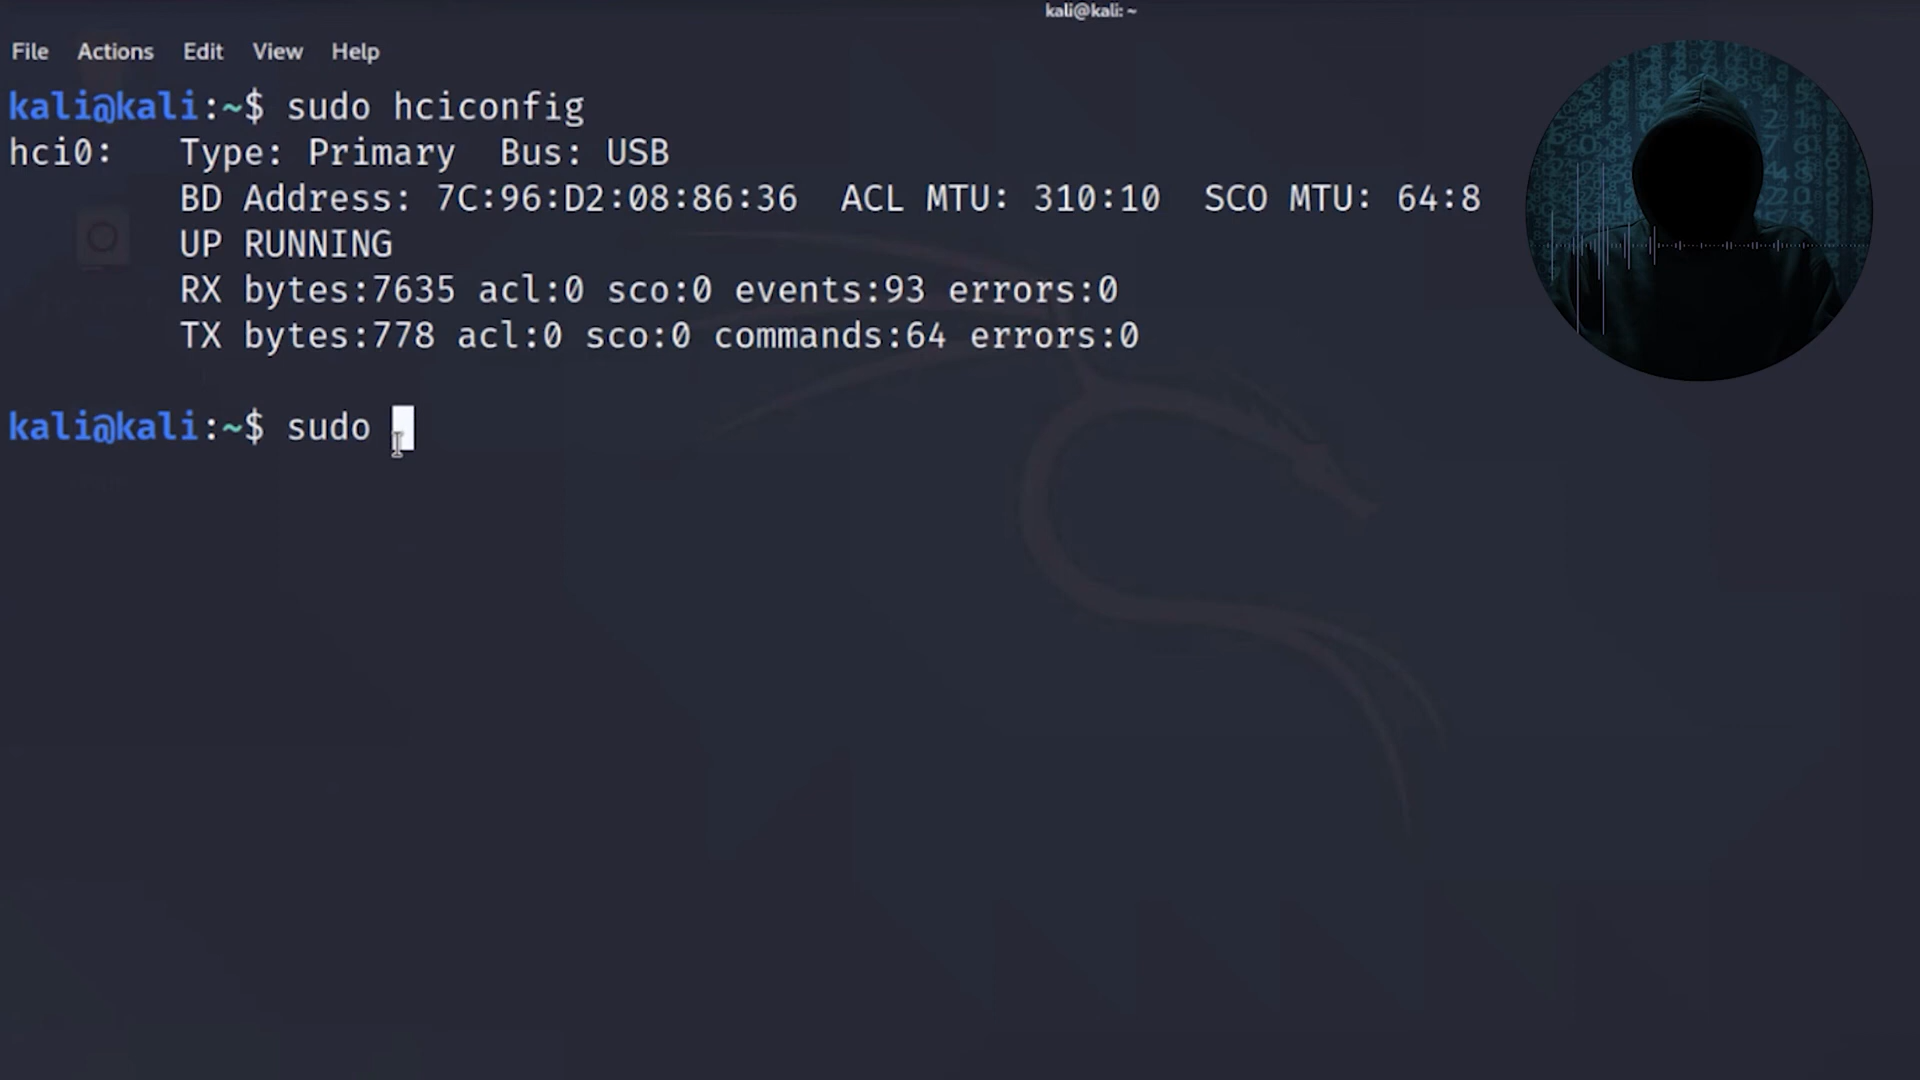 kali@kali: ~
File Actions Edit View Help
kali@kali:~$ sudo hciconfig
hci0: Type: Primary Bus: USB
BD Address: 7C:96:D2:08:86:36 ACL MTU: 310:10 SCO MTU: 64:8
UP RUNNING
RX bytes:7635 acl:0 sco:0 events:93 errors:0
TX bytes:778 acl:0 sco:0 commands:64 errors:0
kali@kali:~$ sudo